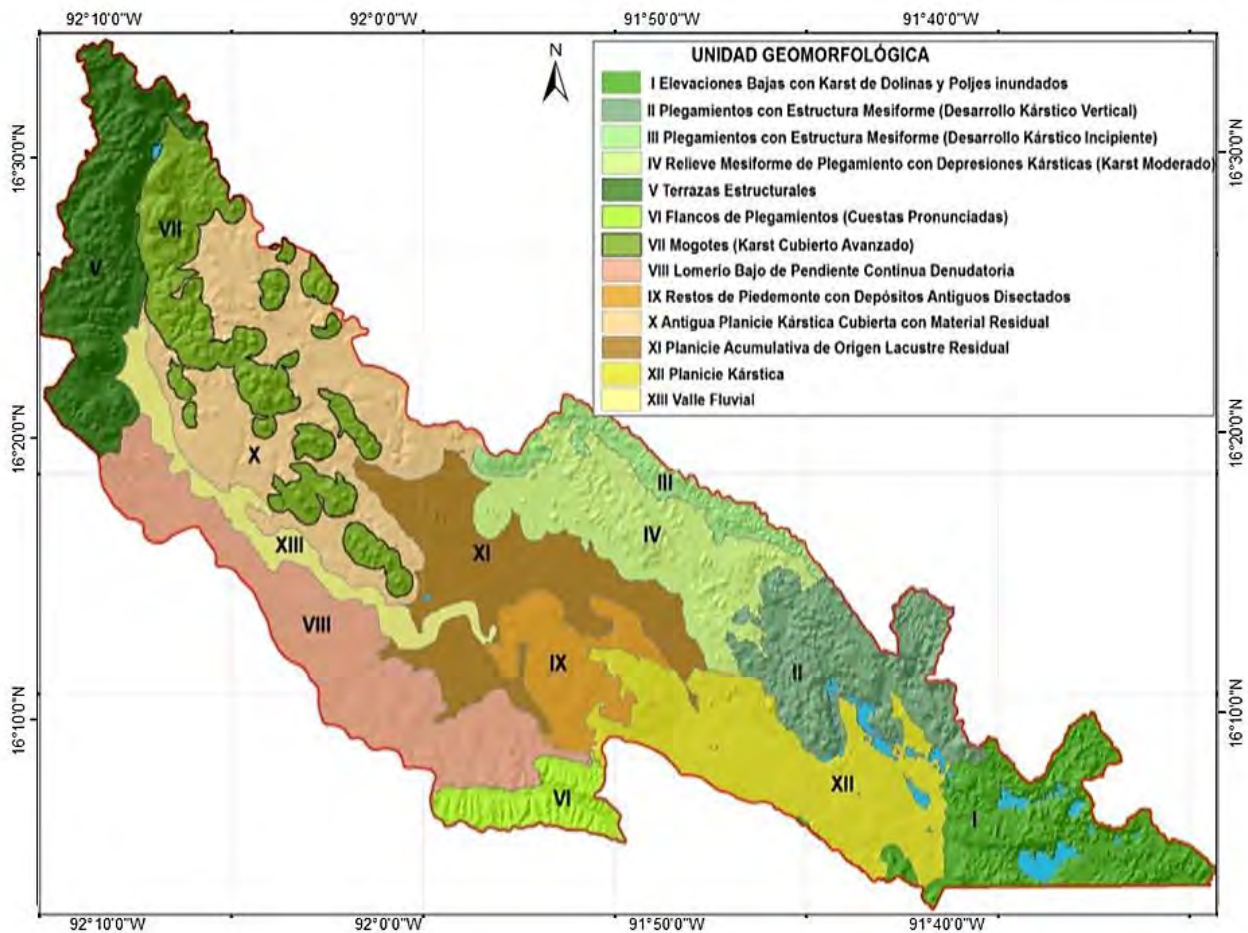 92°10'0"W 92°0'0"W 91°50'0"W 91°40'0"W
N
UNIDAD GEOMORFOLÓGICA
I Elevaciones Bajas con Karst de Dolinas y Poljes inundados
II Plegamientos con Estructura Mesiforme (Desarrollo Kárstico Vertical)
III Plegamientos con Estructura Mesiforme (Desarrollo Kárstico Incipiente)
IV Relieve Mesiforme de Plegamiento con Depresiones Kársticas (Karst Moderado)
V Terrazas Estructurales
VI Flancos de Plegamientos (Cuestas Pronunciadas)
VII Mogotes (Karst Cubierto Avanzado)
VIII Lomerio Bajo de Pendiente Continua Denudatoria
IX Restos de Piedemonte con Depósitos Antiguos Disectados
X Antigua Planicie Kárstica Cubierta con Material Residual
XI Planicie Acumulativa de Origen Lacustre Residual
XII Planicie Kárstica
XIII Valle Fluvial
16°30'0"N 16°30'0"N
VII
V
16°20'0"N 16°20'0"N
X
III
IV
XIII
XI
VIII
IX
II
16°10'0"N 16°10'0"N
XII
VI
I
92°10'0"W 92°0'0"W 91°50'0"W 91°40'0"W